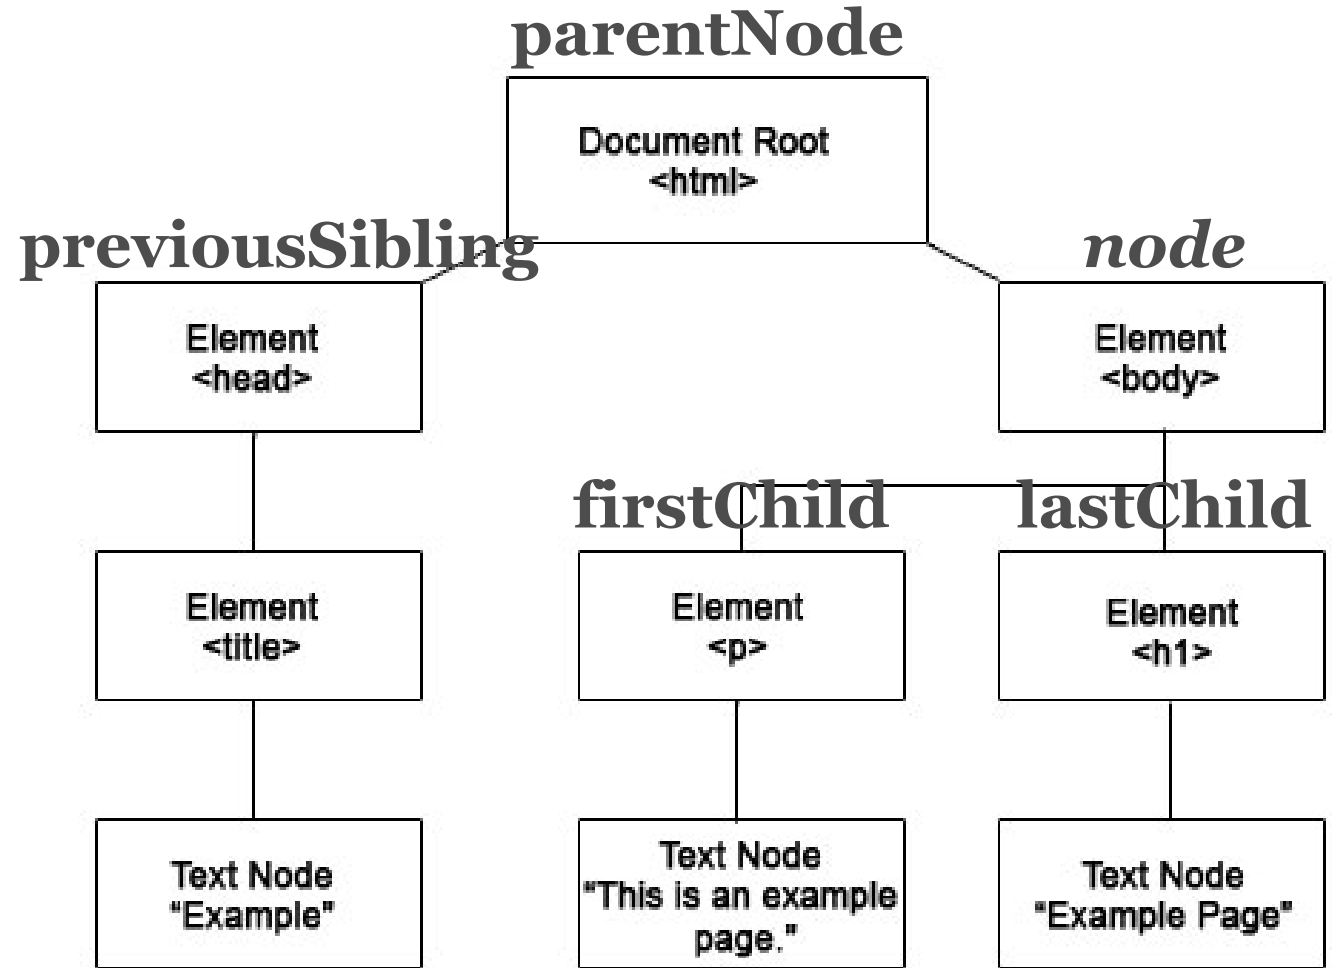 parentNode
Document Root
<html>
previousSibling
node
Element
<head>
Element
<body>
firstChild
lastChild
Element
<title>
Element
<p>
Element
<h1>
Text Node
“Example”
Text Node
"This is an example
page."
Text Node
"Example Page"